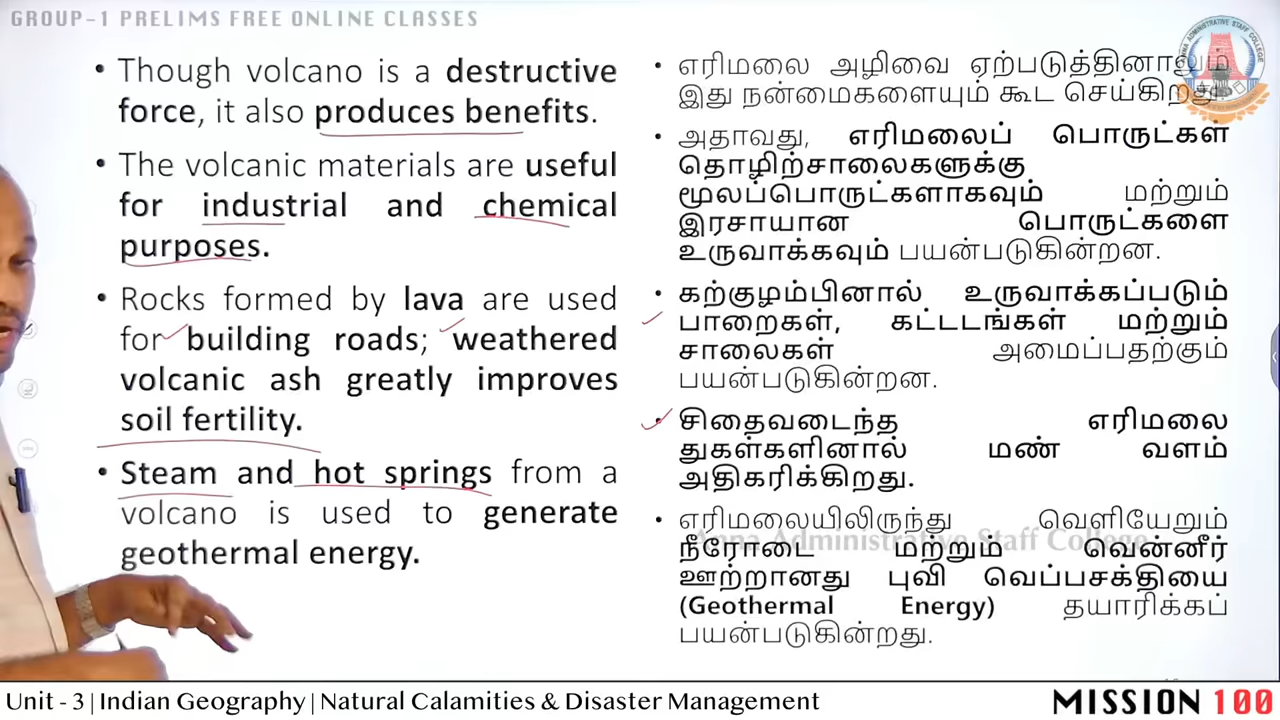 GROUP-1 PRELIMS FREE ONLINE CLASSES
• Though volcano is a destructive
force, it also produces benefits.
• The volcanic materials are useful
for industrial and chemical
purposes.
• Rocks formed by lava are used
for building roads; weathered
volcanic ash greatly improves
soil fertility.
• Steam and hot springs from a
volcano is used to generate
geothermal energy.
• எரிமலை அழிவை ஏற்படுத்தினாலும்
இது நன்மைகளையும் கூட செய்கிறது.
• அதாவது, எரிமலைப் பொருட்கள்
தொழிற்சாலைகளுக்கு
மூலப்பொருட்களாகவும் மற்றும்
இரசாயான பொருட்களை
உருவாக்கவும் பயன்படுகின்றன.
• கற்குழம்பினால் உருவாக்கப்படும்
பாறைகள், கட்டடங்கள் மற்றும்
சாலைகள் அமைப்பதற்கும்
பயன்படுகின்றன.
• சிதைவடைந்த எரிமலை
துகள்களினால் மண் வளம்
அதிகரிக்கிறது.
• எரிமலையிலிருந்து வெளியேறும்
நீரோடை மற்றும் வென்னீர்
ஊற்றானது புவி வெப்பசக்தியை
(Geothermal Energy) தயாரிக்கப்
பயன்படுகின்றது.
Anna Administrative Staff College
Unit - 3 | Indian Geography | Natural Calamities & Disaster Management
MISSION 100